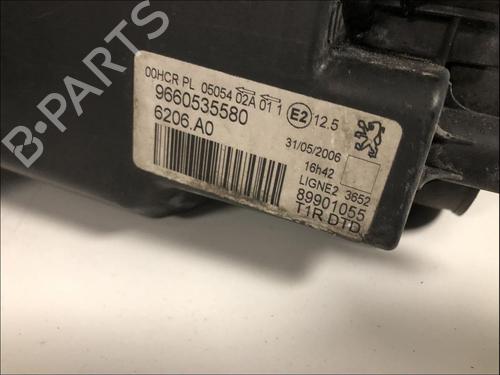 00HCR PL 05054 02A 01 1 E2 12.5
9660535580
6206.A0
31/05/2006
16h42
LIGNE2 3652
89901055
T1R DTD
B PARTS